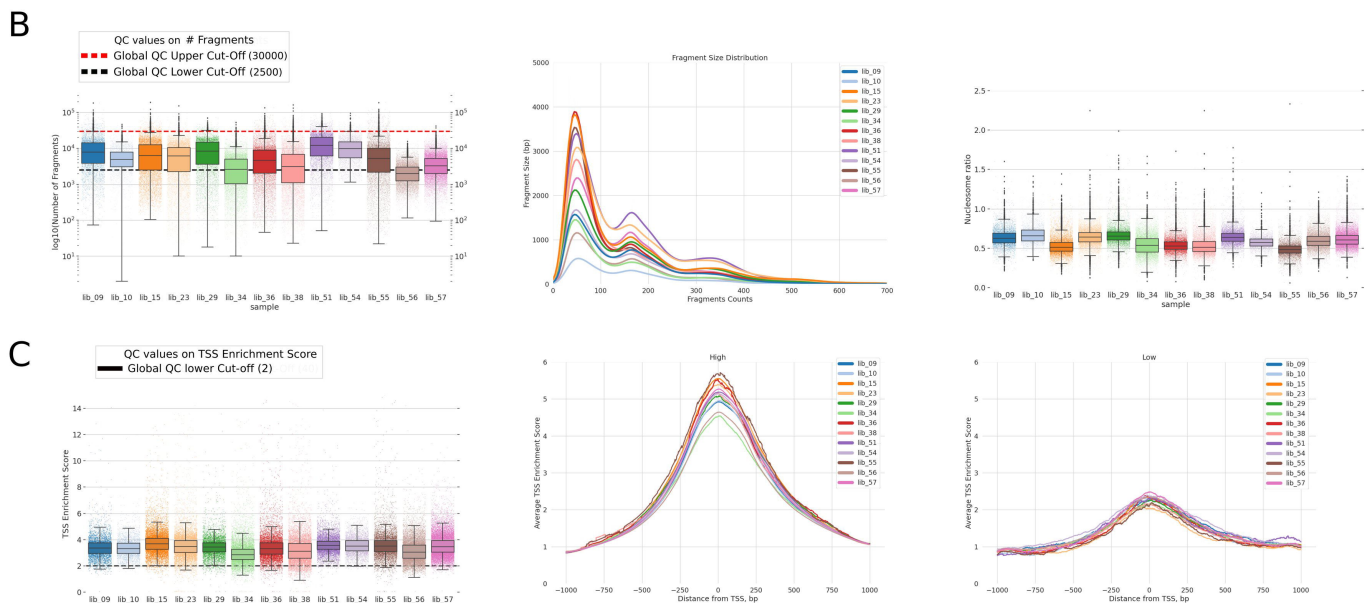 B
QC values on # Fragments
Global QC Upper Cut-Off (30000)
Global QC Lower Cut-Off (2500)
log10(Number of Fragments)
10⁵
10⁴
10³
10²
10¹
10⁵
10⁴
10³
10²
10¹
lib_09 lib_10 lib_15 lib_23 lib_29 lib_34 lib_36 lib_38 lib_51 lib_54 lib_55 lib_56 lib_57
sample
Fragment Size Distribution
Fragment Size (bp)
5000
4000
3000
2000
1000
0
0 100 200 300 400 500 600 700
Fragments Counts
lib_09
lib_10
lib_15
lib_23
lib_29
lib_34
lib_36
lib_38
lib_51
lib_54
lib_55
lib_56
lib_57
Nucleosome ratio
2.5
2.0
1.5
1.0
0.5
0.0
lib_09 lib_10 lib_15 lib_23 lib_29 lib_34 lib_36 lib_38 lib_51 lib_54 lib_55 lib_56 lib_57
sample
C
QC values on TSS Enrichment Score
Global QC lower Cut-off (2)
TSS Enrichment Score
14
12
10
8
6
4
2
0
lib_09 lib_10 lib_15 lib_23 lib_29 lib_34 lib_36 lib_38 lib_51 lib_54 lib_55 lib_56 lib_57
High
Average TSS Enrichment Score
6
5
4
3
2
1
0
−1000 −750 −500 −250 0 250 500 750 1000
Distance from TSS, bp
lib_09
lib_10
lib_15
lib_23
lib_29
lib_34
lib_36
lib_38
lib_51
lib_54
lib_55
lib_56
lib_57
Low
Average TSS Enrichment Score
6
5
4
3
2
1
0
−1000 −750 −500 −250 0 250 500 750 1000
Distance from TSS, bp
lib_09
lib_10
lib_15
lib_23
lib_29
lib_34
lib_36
lib_38
lib_51
lib_54
lib_55
lib_56
lib_57